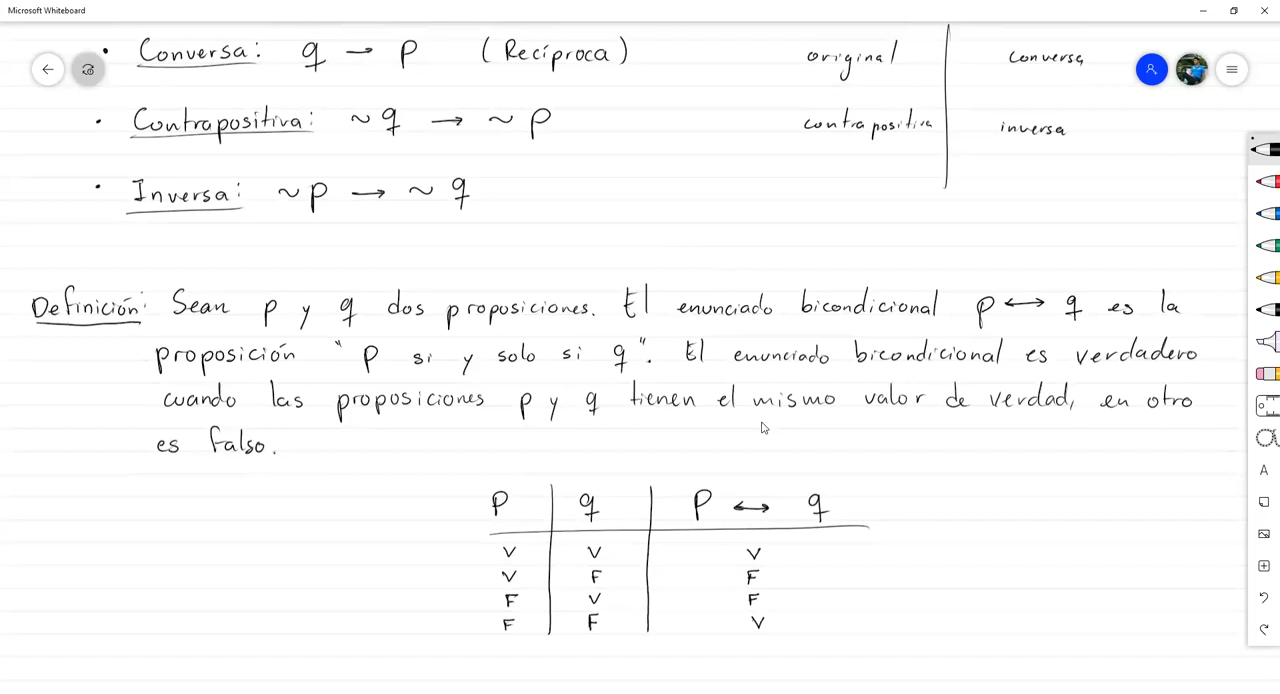 Microsoft Whiteboard
• Conversa: q → p (Recíproca)
original conversa
• Contrapositiva: ~ q → ~ p
contrapositiva inversa
• Inversa: ~ p → ~ q
Definición: Sean p y q dos proposiciones. El enunciado bicondicional p ↔ q es la
proposición "p si y solo si q". El enunciado bicondicional es verdadero
cuando las proposiciones p y q tienen el mismo valor de verdad, en otro
es falso.
P q P ↔ q
V V V
V F F
F V F
F F V
A